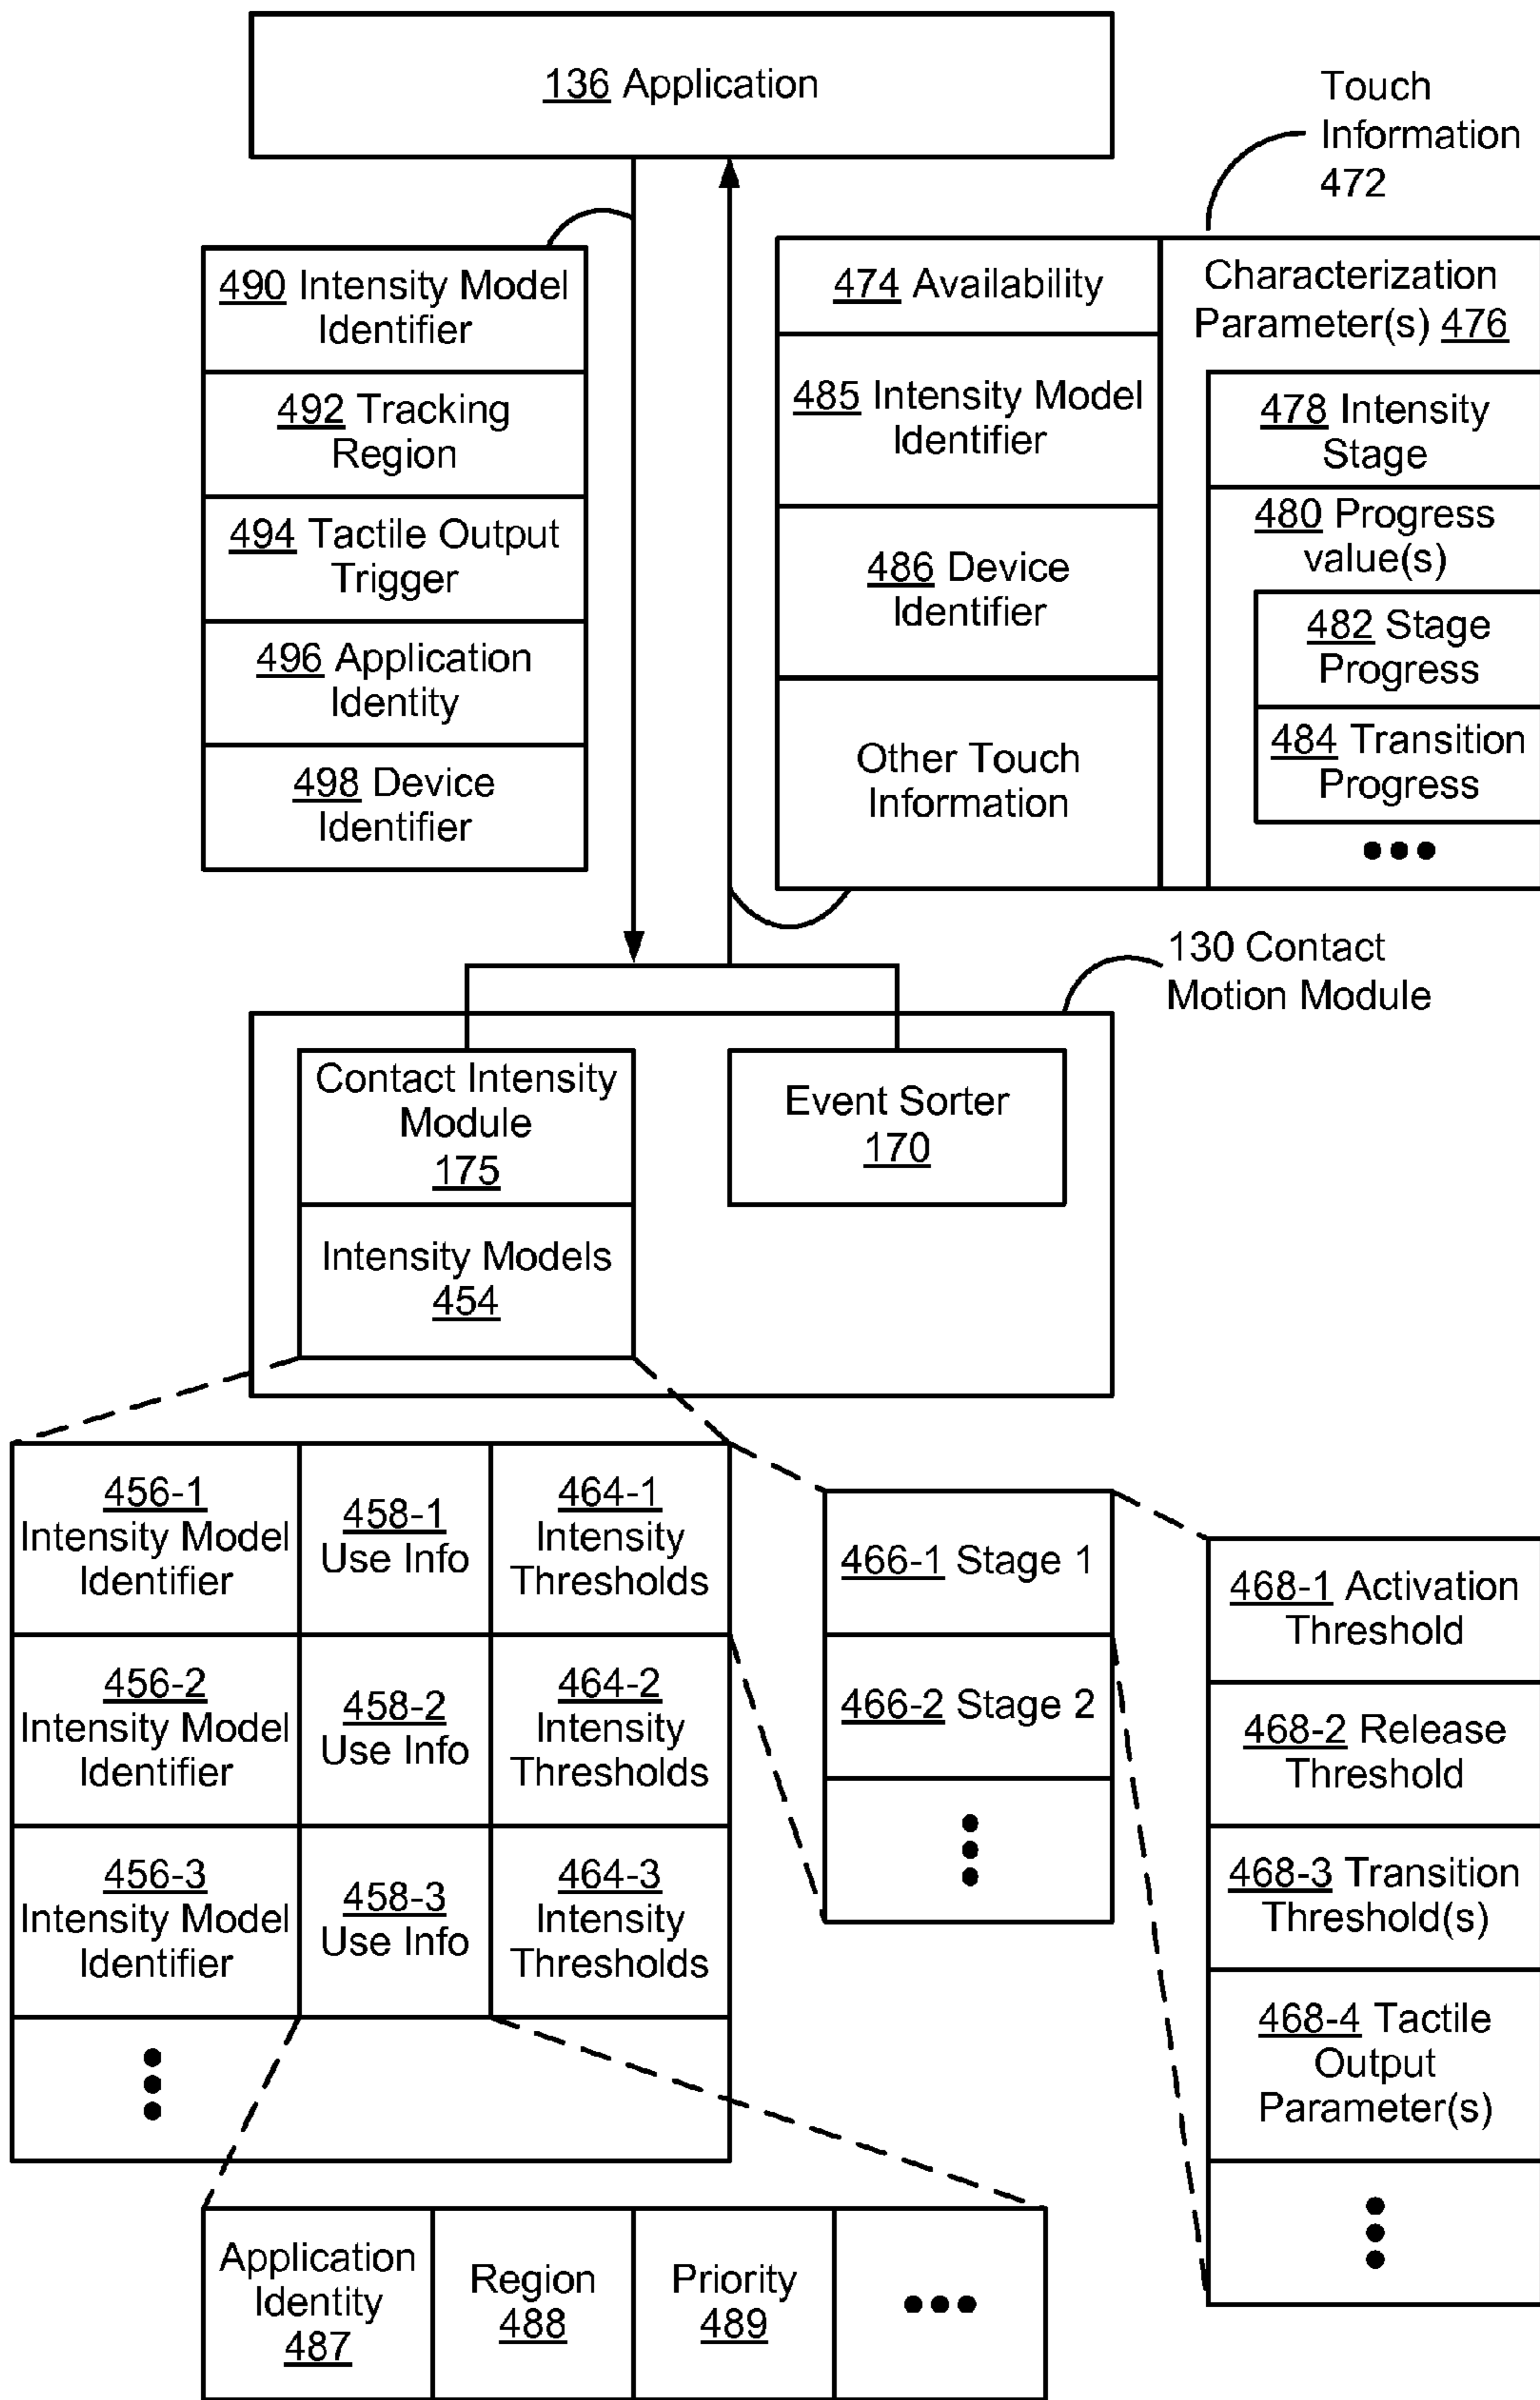 136 Application
Touch
Information
472
490 Intensity Model
Identifier
492 Tracking
Region
494 Tactile Output
Trigger
496 Application
Identity
498 Device
Identifier
474 Availability
485 Intensity Model
Identifier
486 Device
Identifier
Other Touch
Information
Characterization
Parameter(s) 476
478 Intensity
Stage
480 Progress
value(s)
482 Stage
Progress
484 Transition
Progress
130 Contact
Motion Module
Contact Intensity
Module
175
Event Sorter
170
Intensity Models
454
456-1
Intensity Model
Identifier
458-1
Use Info
464-1
Intensity
Thresholds
456-2
Intensity Model
Identifier
458-2
Use Info
464-2
Intensity
Thresholds
456-3
Intensity Model
Identifier
458-3
Use Info
464-3
Intensity
Thresholds
466-1 Stage 1
466-2 Stage 2
468-1 Activation
Threshold
468-2 Release
Threshold
468-3 Transition
Threshold(s)
468-4 Tactile
Output
Parameter(s)
Application
Identity
487
Region
488
Priority
489